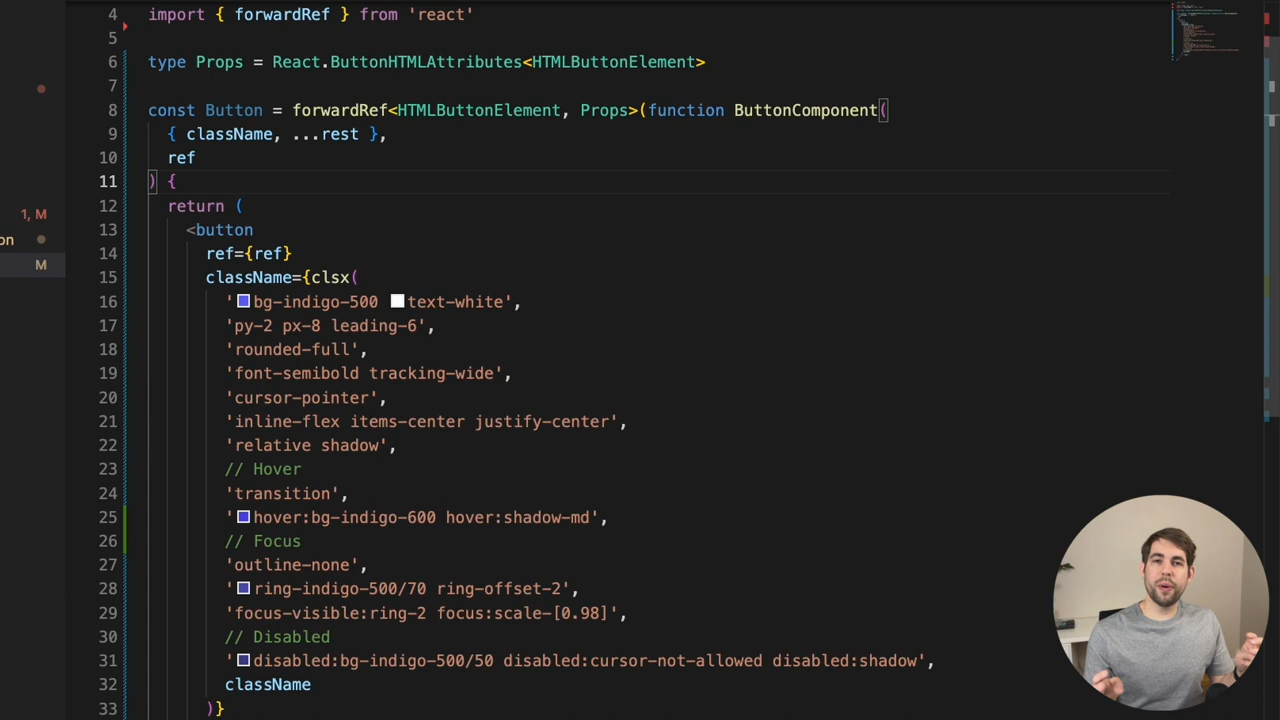 4 import { forwardRef } from 'react'
5
6 type Props = React.ButtonHTMLAttributes<HTMLButtonElement>
7
8 const Button = forwardRef<HTMLButtonElement, Props>(function ButtonComponent(
9 { className, ...rest },
10 ref
11 ) {
1, M
12 return (
on
13 <button
14 ref={ref}
M
15 className={clsx(
16 'bg-indigo-500 text-white',
17 'py-2 px-8 leading-6',
18 'rounded-full',
19 'font-semibold tracking-wide',
20 'cursor-pointer',
21 'inline-flex items-center justify-center',
22 'relative shadow',
23 // Hover
24 'transition',
25 'hover:bg-indigo-600 hover:shadow-md',
26 // Focus
27 'outline-none',
28 'ring-indigo-500/70 ring-offset-2',
29 'focus-visible:ring-2 focus:scale-[0.98]',
30 // Disabled
31 'disabled:bg-indigo-500/50 disabled:cursor-not-allowed disabled:shadow',
32 className
33 )}